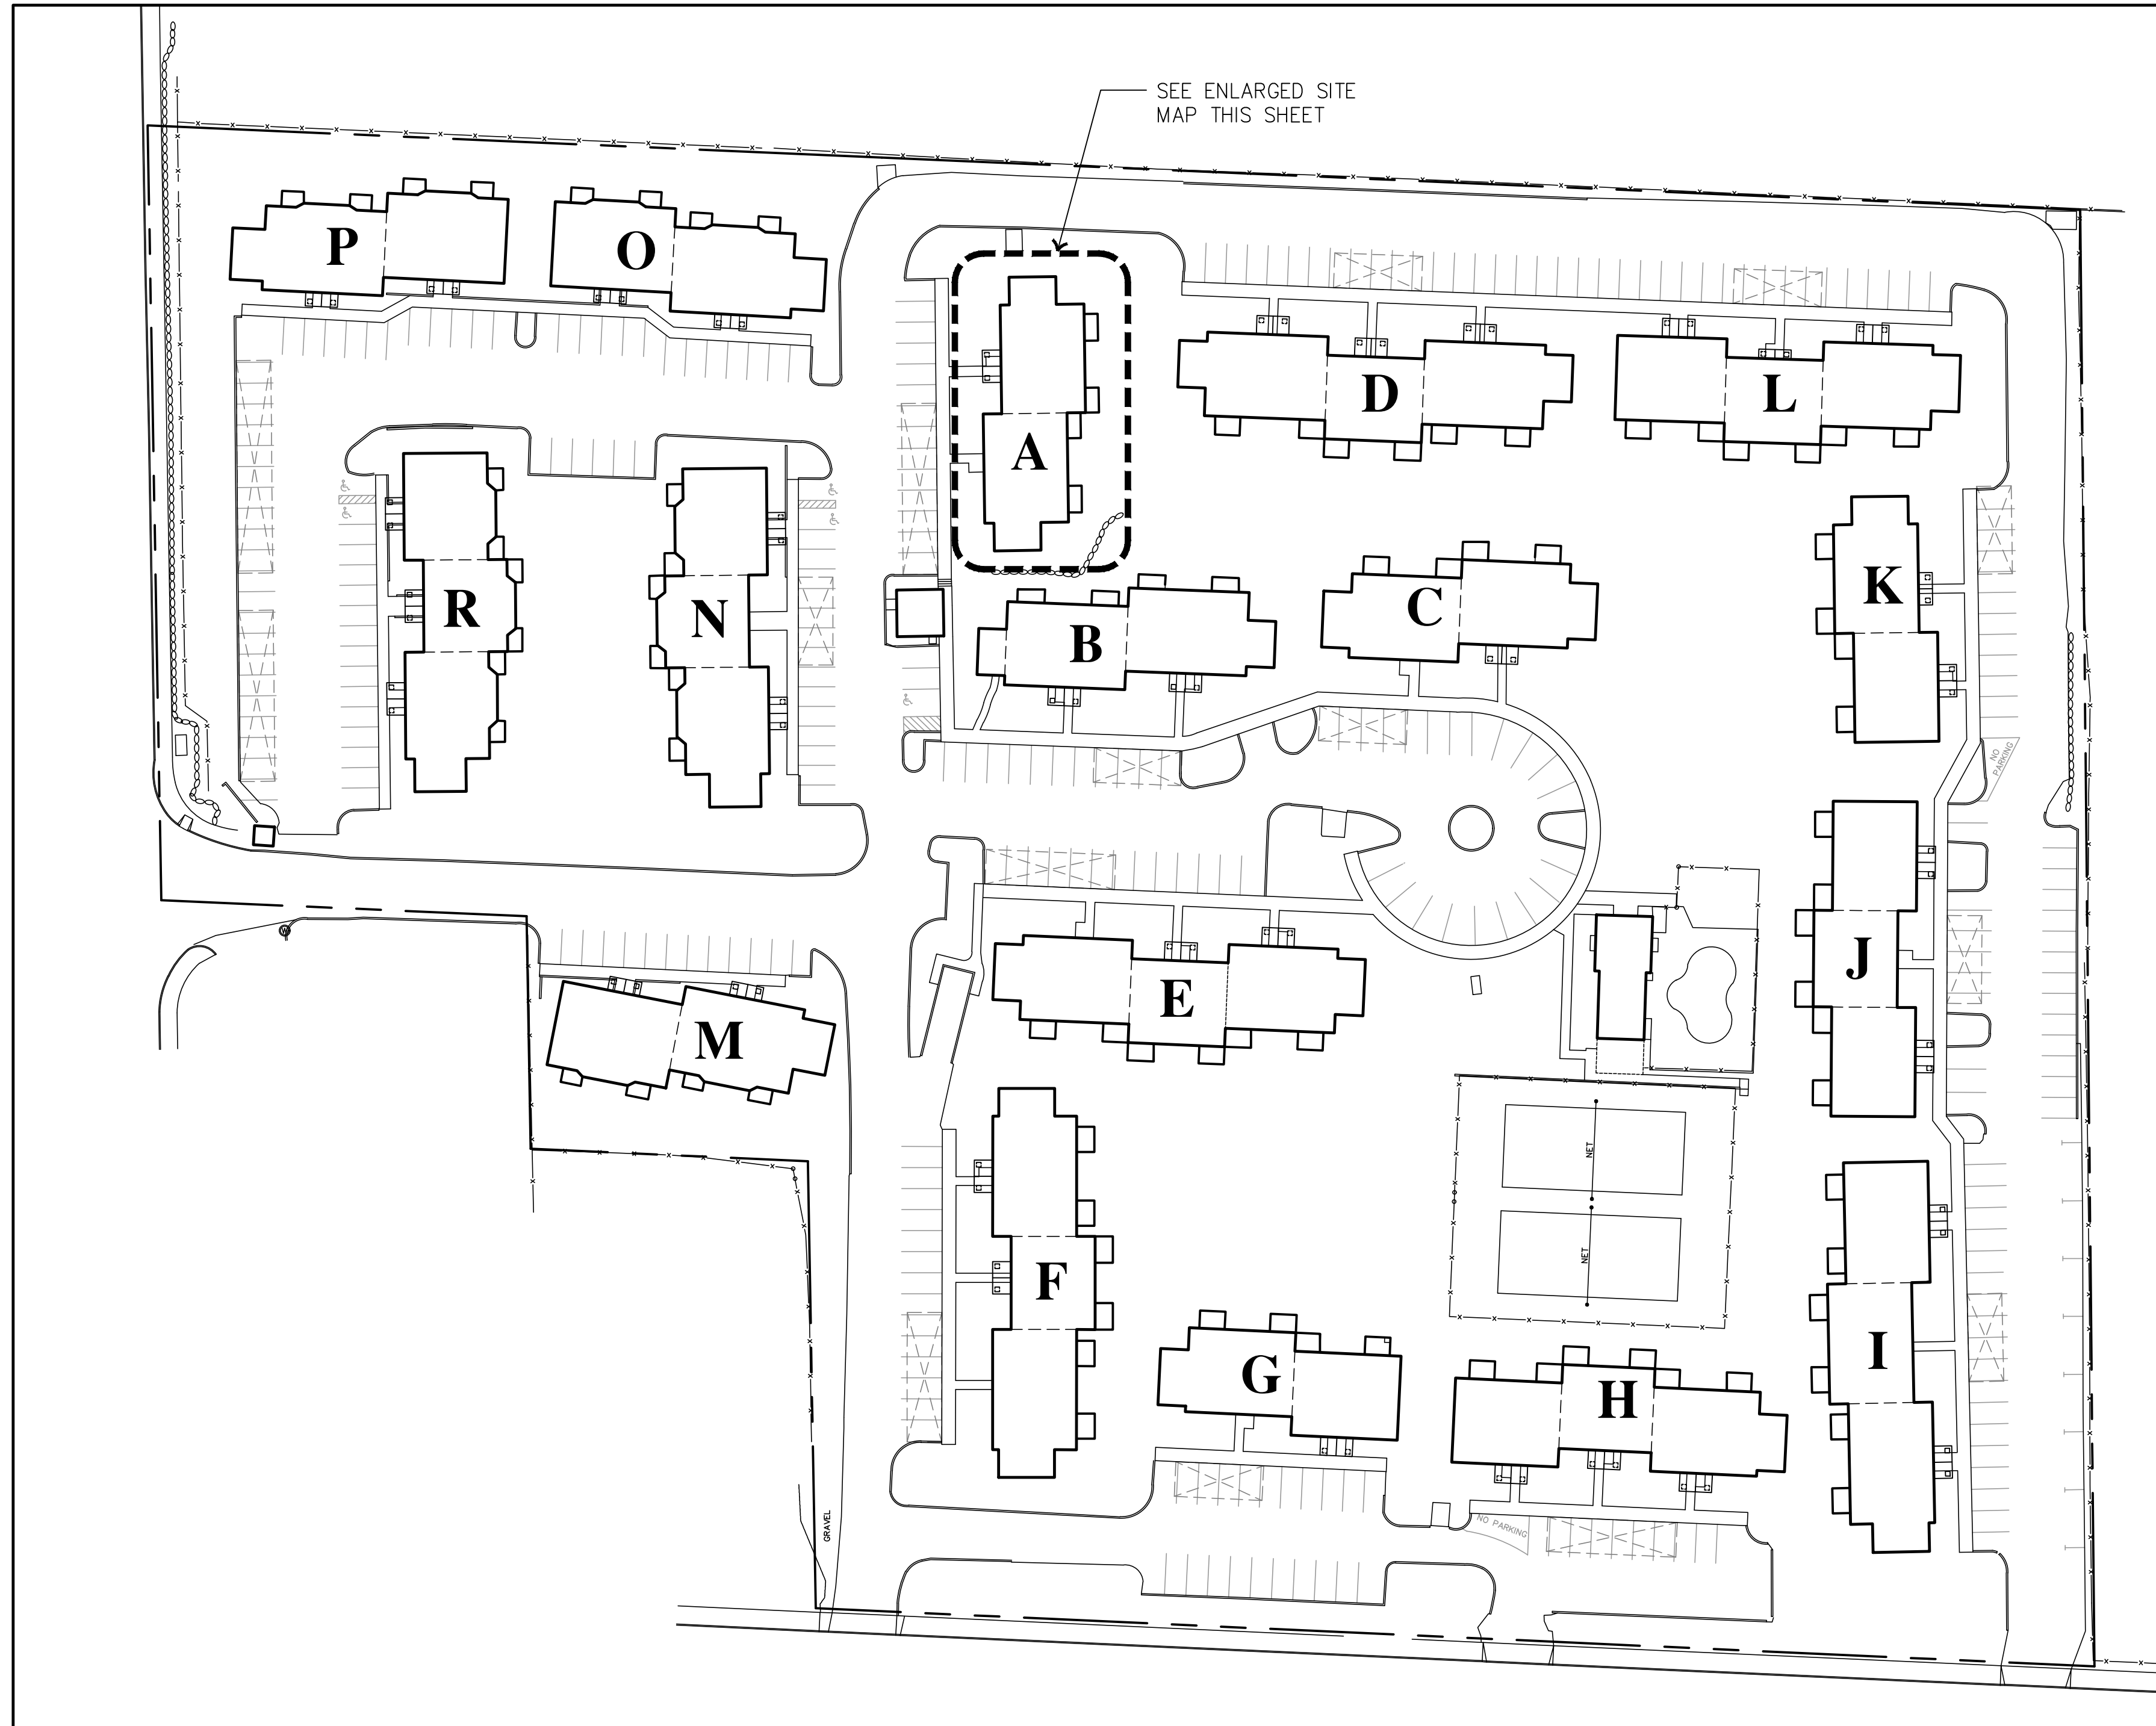 SEE ENLARGED SITE
MAP THIS SHEET
P
O
D
L
A
R
N
B
C
K
NO
PARKING
E
J
M
W
NET
NET
F
G
H
I
GRAVEL
NO PARKING